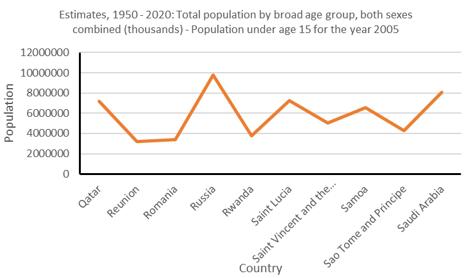 Estimates, 1950 - 2020: Total population by broad age group, both sexes
combined (thousands) - Population under age 15 for the year 2005
12000000
10000000
8000000
6000000
4000000
2000000
0
Population
Qatar
Reunion
Romania
Russia
Rwanda
Saint Lucia
Saint Vincent and the...
Samoa
Sao Tome and Principe
Saudi Arabia
Country